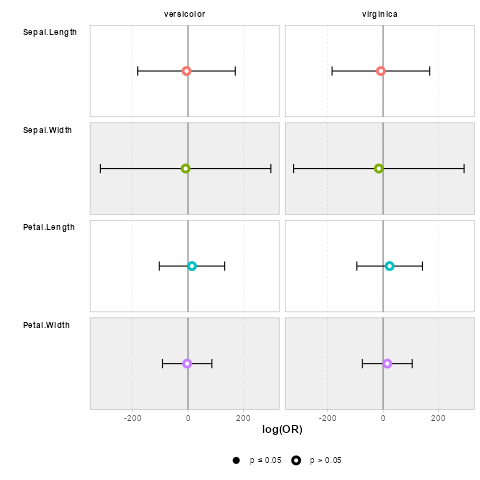 versicolor virginica
Sepal.Length
Sepal.Width
Petal.Length
Petal.Width
-200 0 200 -200 0 200
log(OR)
p ≤ 0.05 p > 0.05